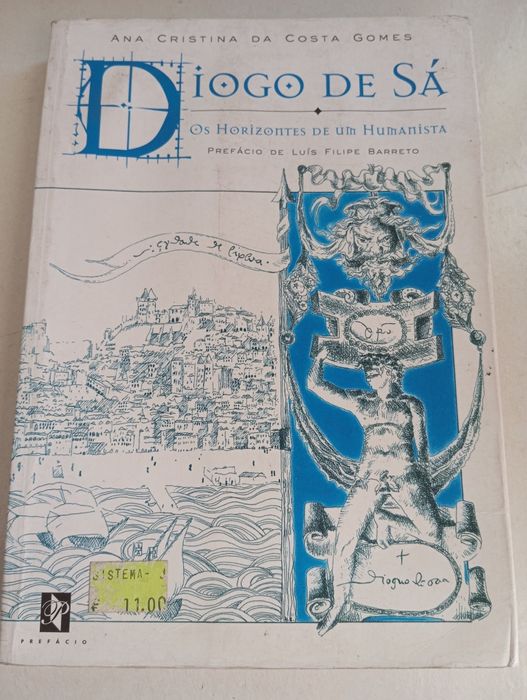 ANA CRISTINA DA COSTA GOMES
DIOGO DE SÁ
OS HORIZONTES DE UM HUMANISTA
PREFÁCIO DE LUÍS FILIPE BARRETO
SISTEMA-
€ 11.00
P
PREFÁCIO